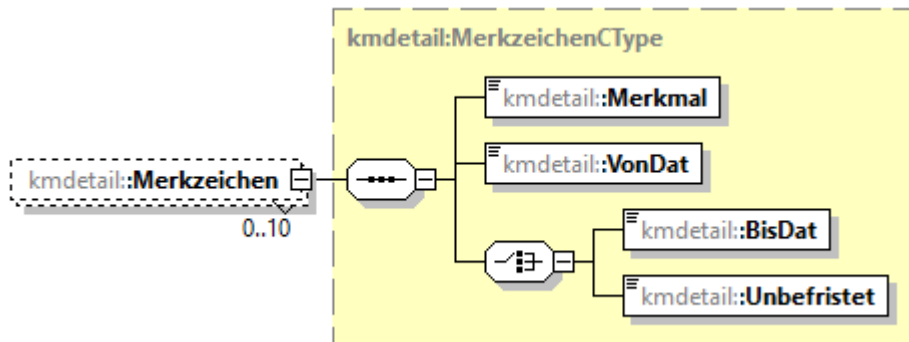 kmdetail:MerkzeichenCType
kmdetail::Merkmal
kmdetail::VonDat
kmdetail::Merkzeichen
0..10
kmdetail::BisDat
kmdetail::Unbefristet